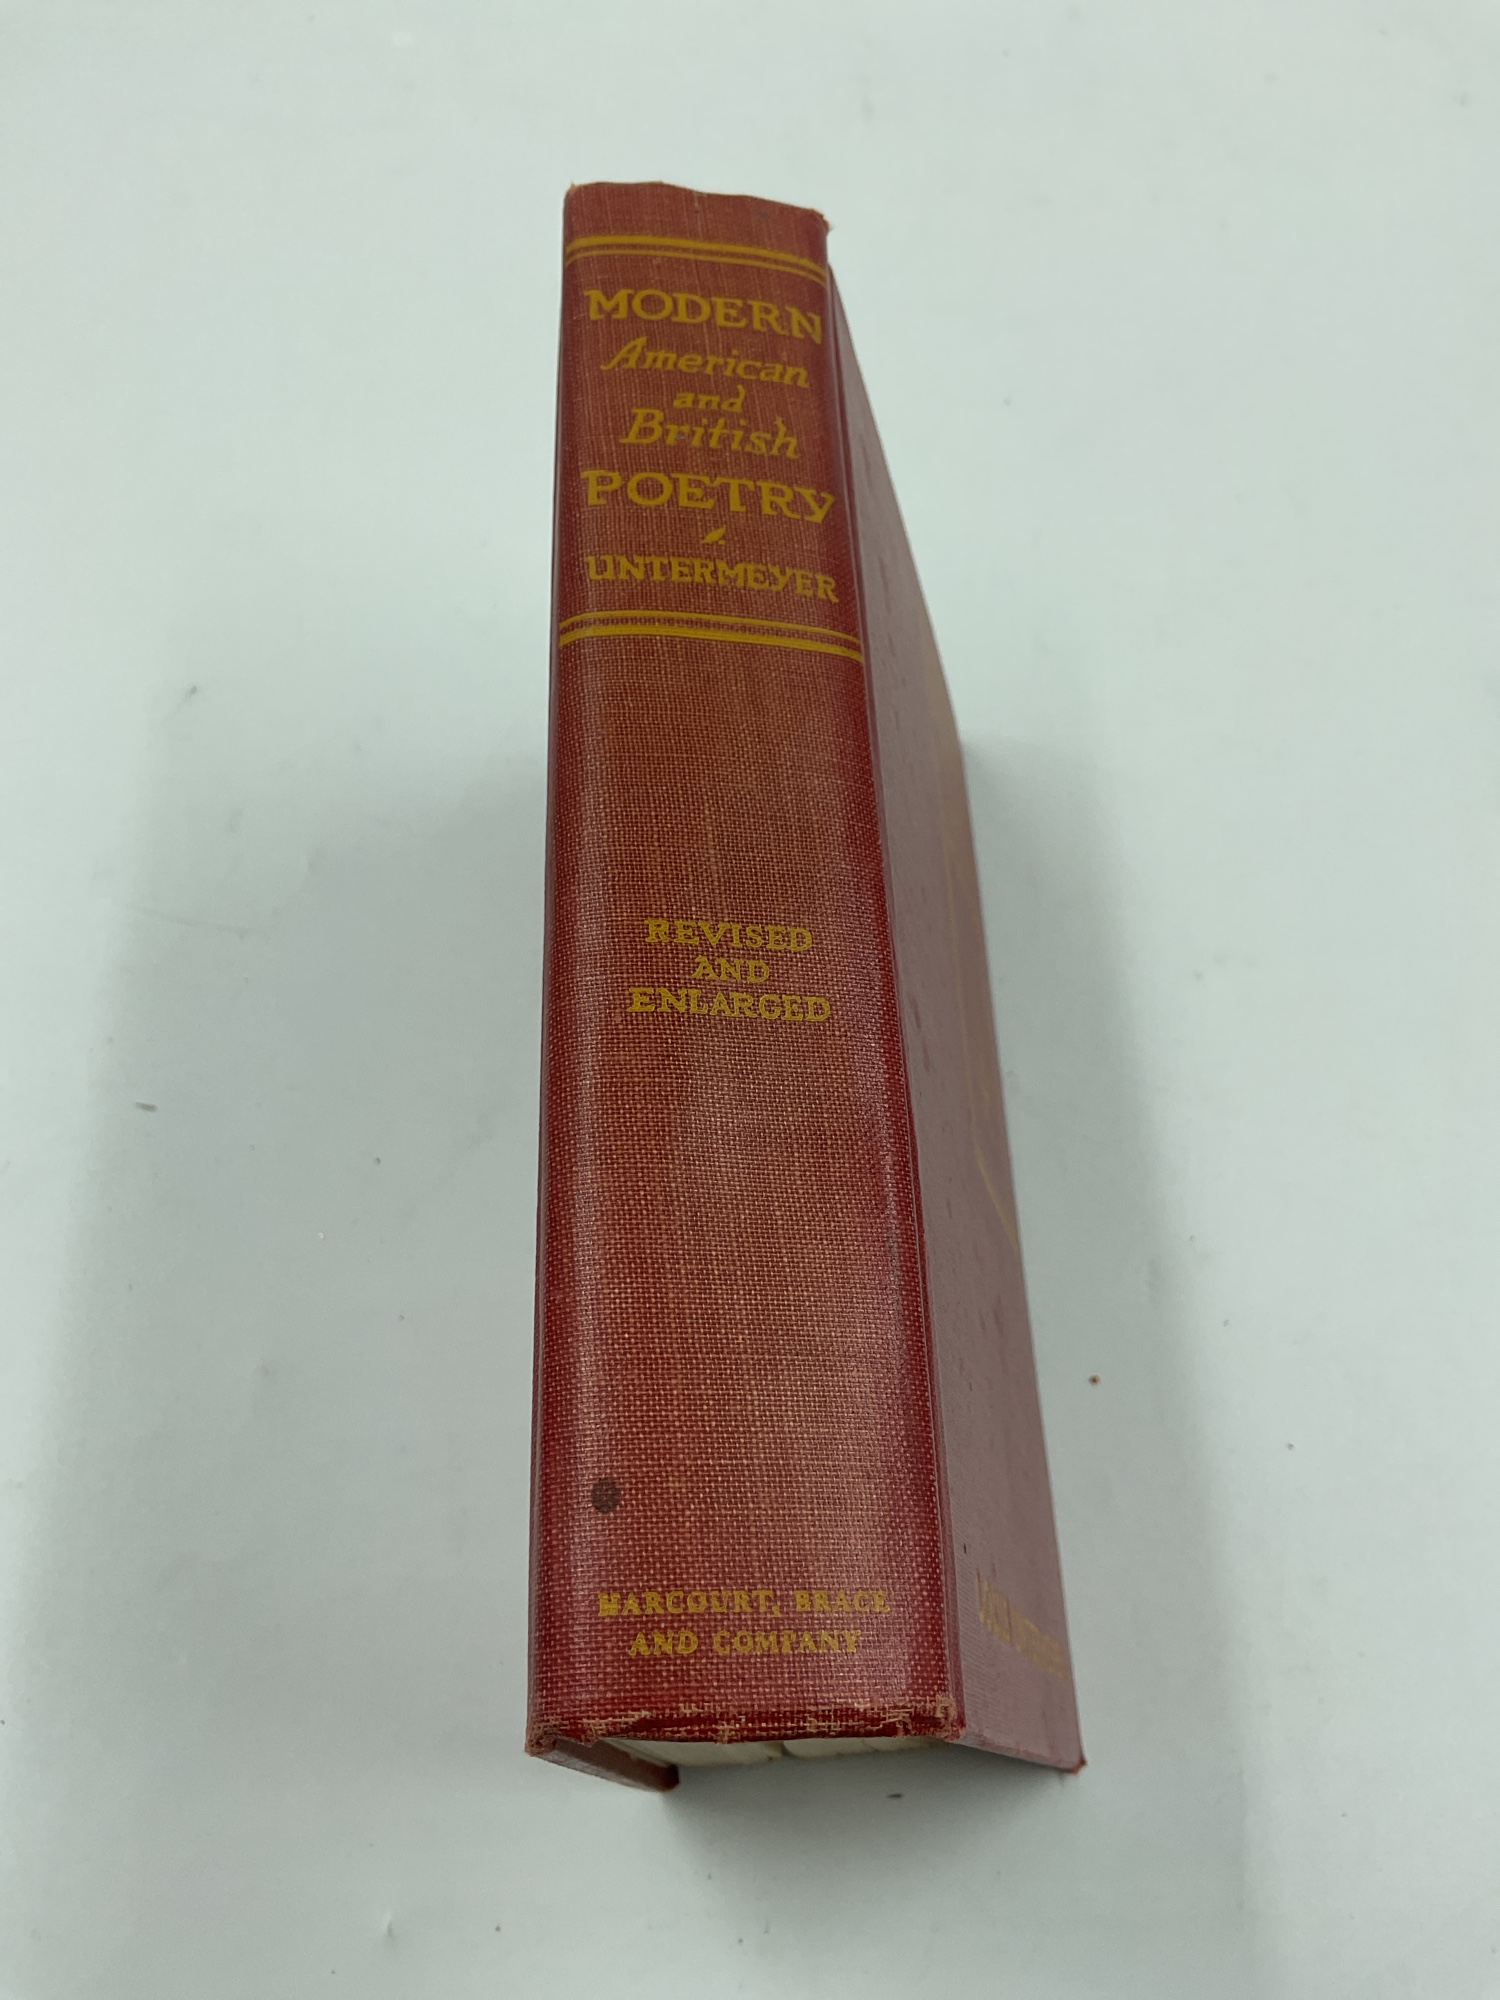 MODERN
American
and
British
POETRY
UNTERMEYER
REVISED
AND
ENLARGED
HARCOURT, BRACE
AND COMPANY